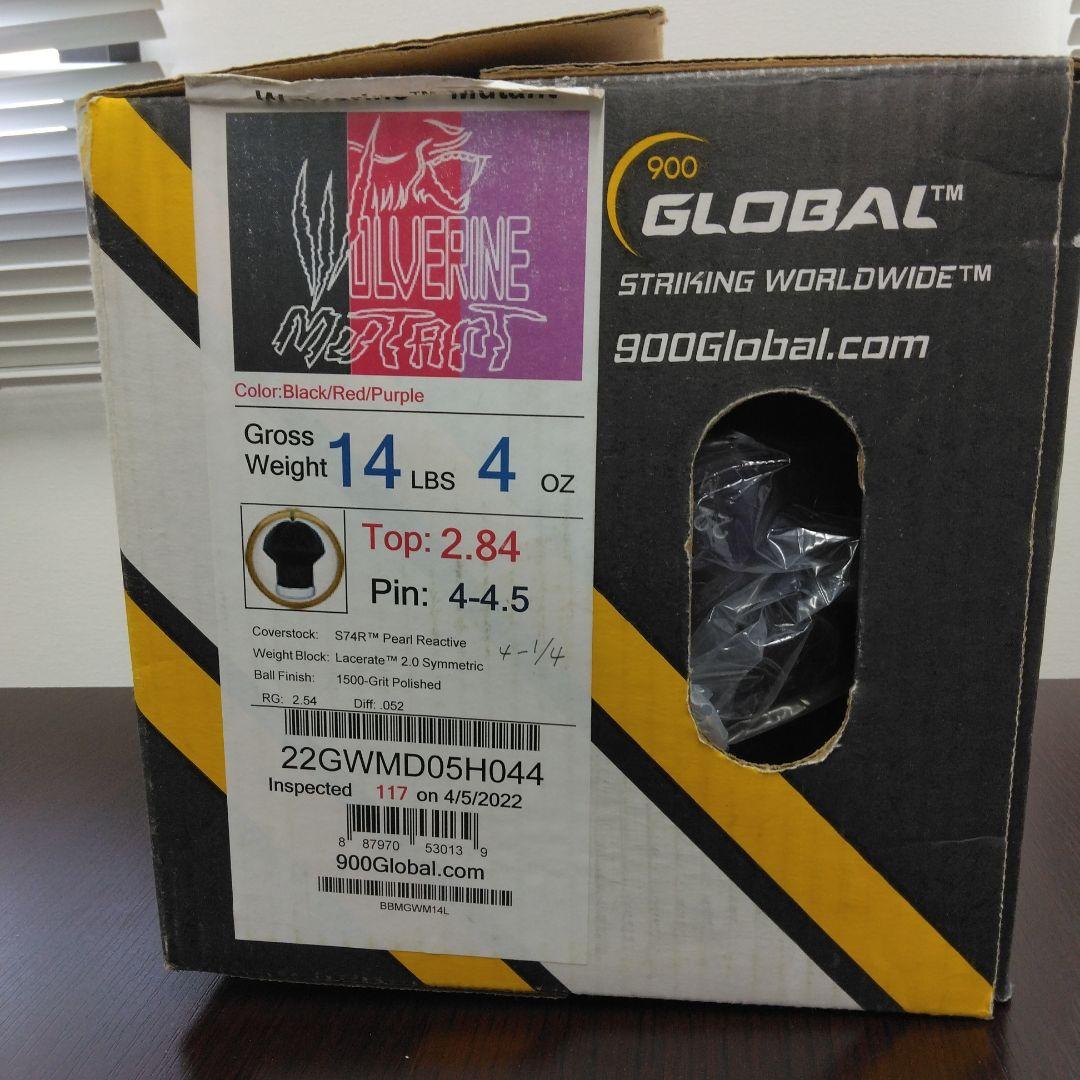 Mutant
WOLVERINE
MUTANT
Color:Black/Red/Purple
Gross
Weight 14 LBS 4 OZ
Top: 2.84
Pin: 4-4.5
Coverstock: S74R™ Pearl Reactive
Weight Block: Lacerate™ 2.0 Symmetric
4-1/4
Ball Finish: 1500-Grit Polished
RG: 2.54 Diff: .052
22GWMD05H044
Inspected 117 on 4/5/2022
8 87970 53013 9
900Global.com
BBMGWM14L
900
GLOBAL™
STRIKING WORLDWIDE™
900Global.com